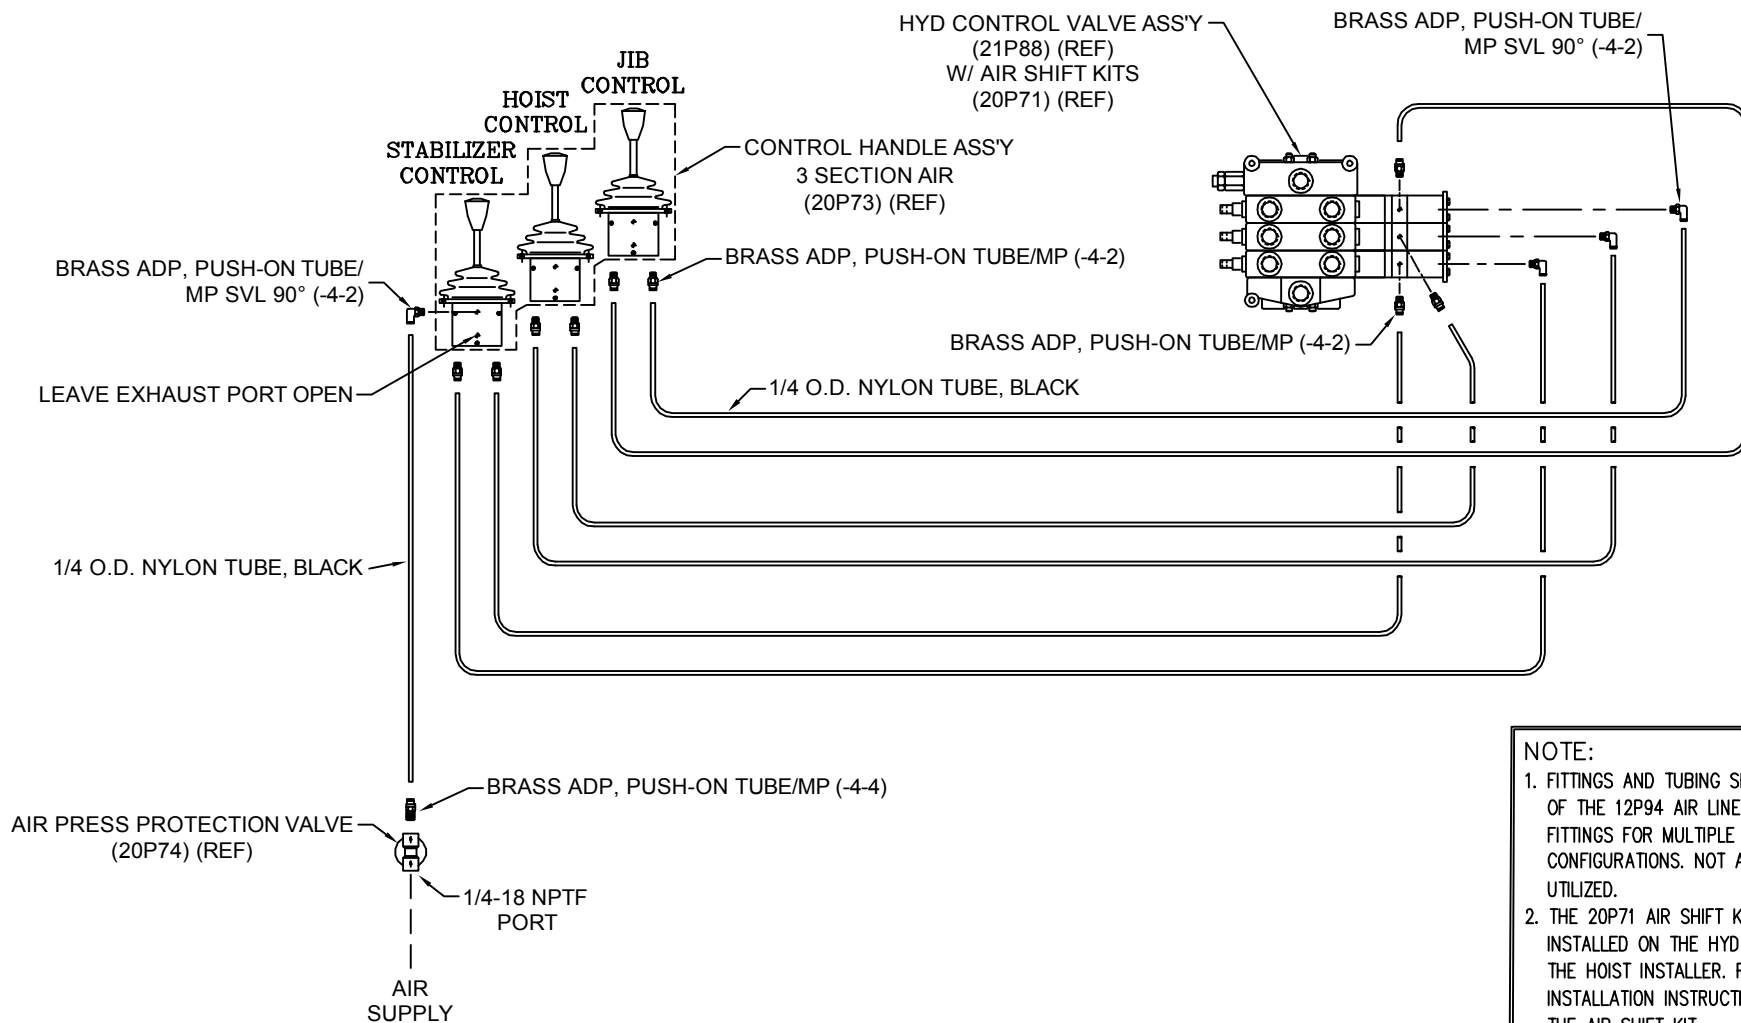 HYD CONTROL VALVE ASS'Y
(21P88) (REF)
W/ AIR SHIFT KITS
(20P71) (REF)
BRASS ADP, PUSH-ON TUBE/
MP SVL 90° (-4-2)
JIB
CONTROL
HOIST
CONTROL
STABILIZER
CONTROL
CONTROL HANDLE ASS'Y
3 SECTION AIR
(20P73) (REF)
BRASS ADP, PUSH-ON TUBE/MP (-4-2)
BRASS ADP, PUSH-ON TUBE/
MP SVL 90° (-4-2)
BRASS ADP, PUSH-ON TUBE/MP (-4-2)
LEAVE EXHAUST PORT OPEN
1/4 O.D. NYLON TUBE, BLACK
1/4 O.D. NYLON TUBE, BLACK
BRASS ADP, PUSH-ON TUBE/MP (-4-4)
AIR PRESS PROTECTION VALVE
(20P74) (REF)
1/4-18 NPTF
PORT
AIR
SUPPLY
NOTE:
1. FITTINGS AND TUBING
OF THE 12P94 AIR LINE
FITTINGS FOR MULTIPLE
CONFIGURATIONS. NOT
UTILIZED.
2. THE 20P71 AIR SHIFT
INSTALLED ON THE HYD
THE HOIST INSTALLER.
INSTALLATION
THE AIR SHIFT KIT